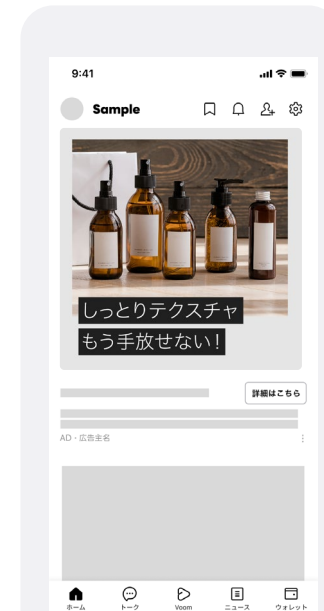 9:41
Sample
しっとりテクスチャ
もう手放せない!
詳細はこちら
AD・広告主名
ホーム
トーク
Voom
ニュース
ウォレット